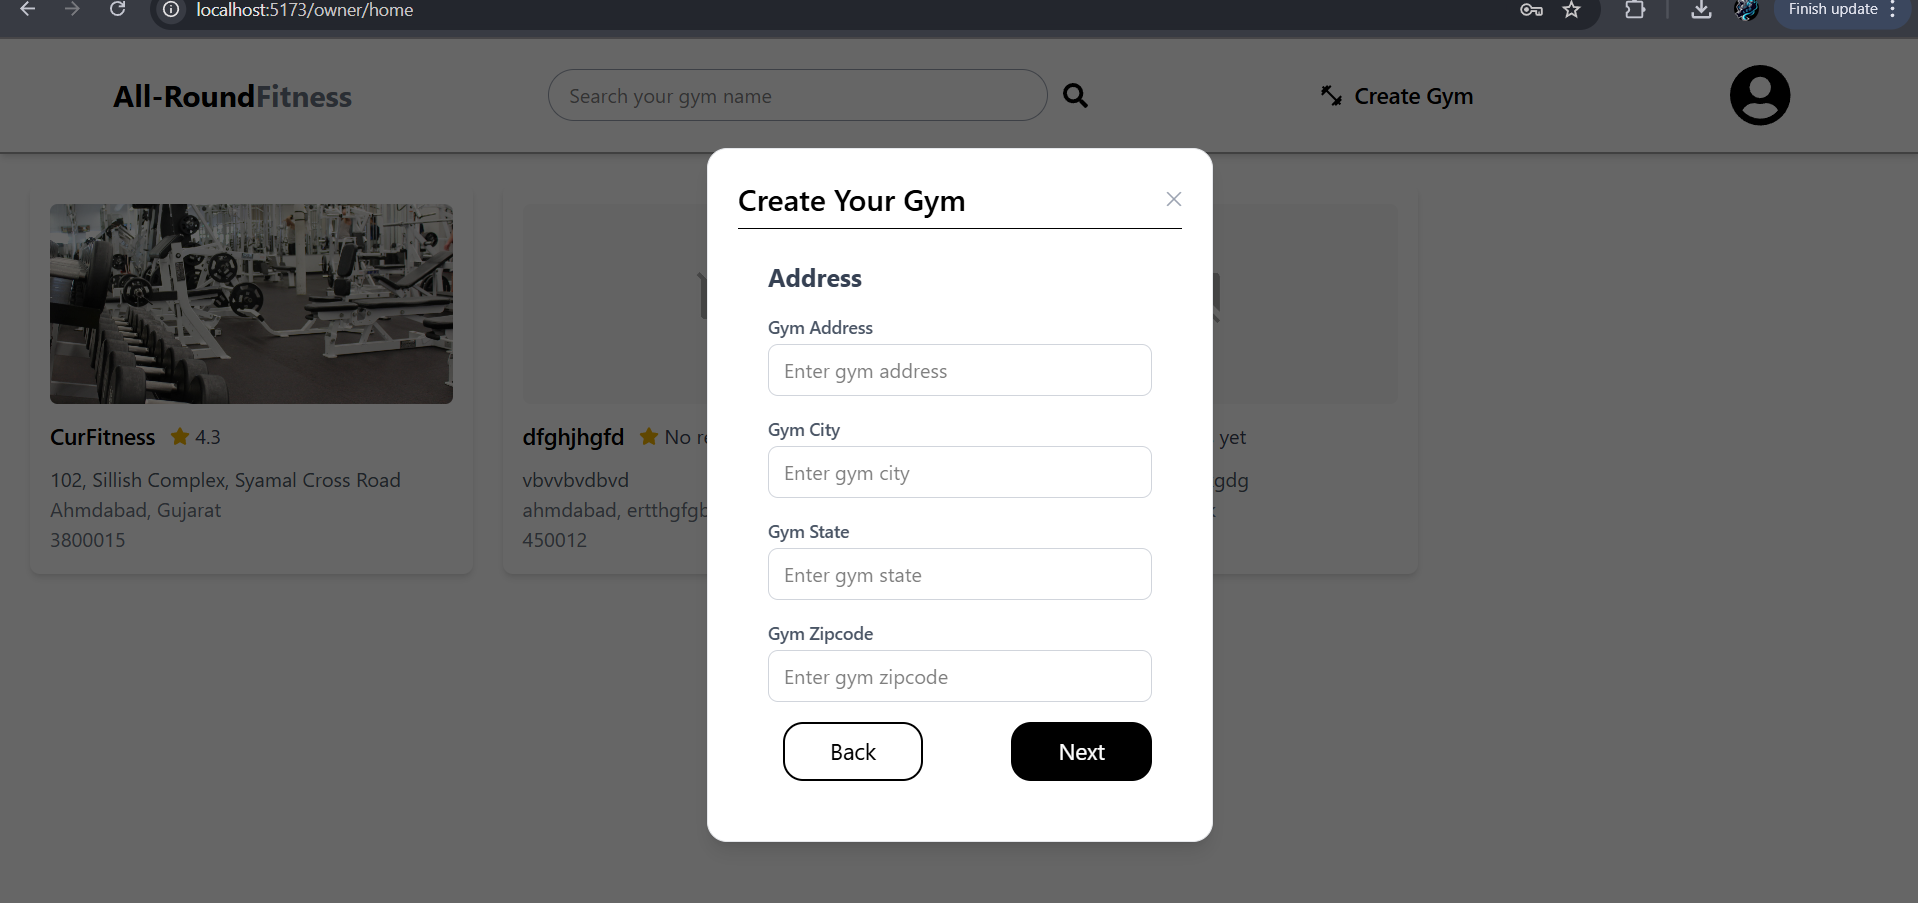 localhost:5173/owner/home
Finish update
All-RoundFitness
Search your gym name
Create Gym
Create Your Gym
Address
Gym Address
Enter gym address
Gym City
Enter gym city
Gym State
Enter gym state
Gym Zipcode
Enter gym zipcode
Back
Next
CurFitness 4.3
102, Sillish Complex, Syamal Cross Road
Ahmdabad, Gujarat
3800015
dfghjhgfd No
vbvvbvdbvd
ahmdabad, ertthgfgb
450012
yet
gdg